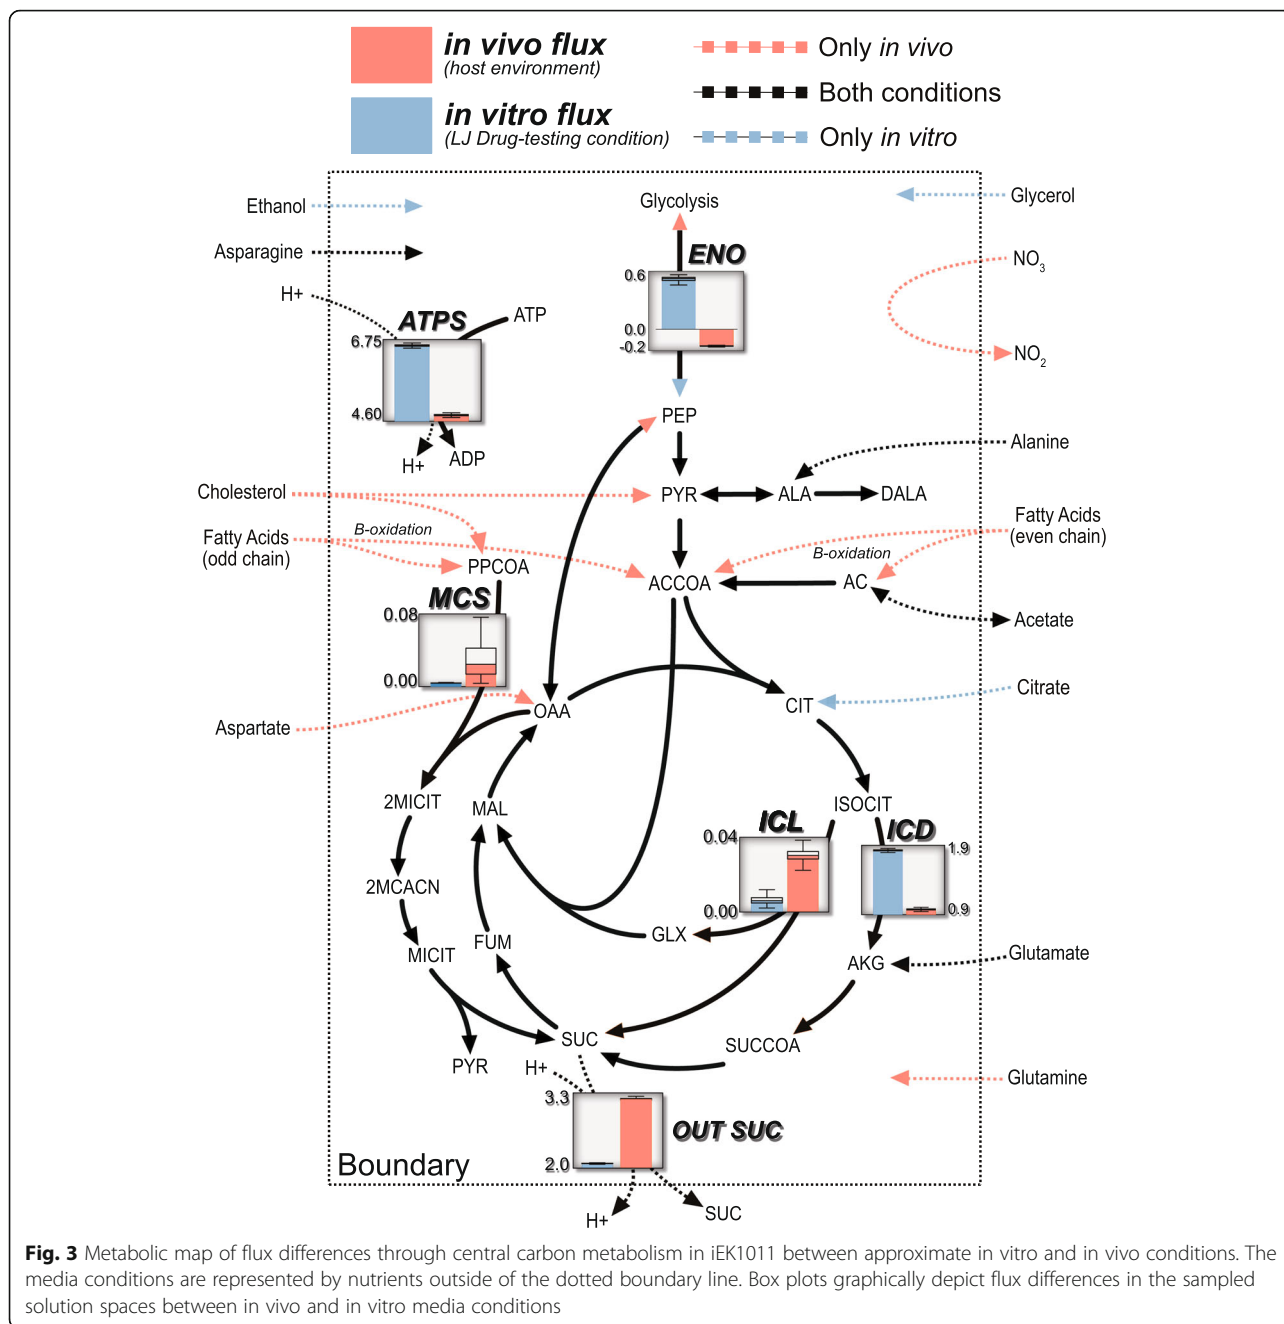 in vivo flux
(host environment)
in vitro flux
(LJ Drug-testing condition)
Only in vivo
Both conditions
Only in vitro
Ethanol
Glycerol
Glycolysis
Asparagine
ENO
NO3
H+
0.6
0.0
-0.2
ATPS
ATP
6.75
4.60
NO2
PEP
H+
ADP
Alanine
Cholesterol
PYR
ALA
DALA
Fatty Acids
(odd chain)
B-oxidation
Fatty Acids
(even chain)
B-oxidation
PPCOA
ACCOA
AC
MCS
0.08
0.00
Acetate
Citrate
Aspartate
OAA
CIT
2MICIT
MAL
ISOCIT
ICL
0.04
0.00
ICD
1.9
0.9
2MCACN
MICIT
FUM
GLX
AKG
Glutamate
SUC
SUCCOA
PYR
H+
Glutamine
3.3
2.0
OUT SUC
Boundary
H+
SUC
Fig. 3 Metabolic map of flux differences through central carbon metabolism in iEK1011 between approximate in vitro and in vivo conditions. The
media conditions are represented by nutrients outside of the dotted boundary line. Box plots graphically depict flux differences in the sampled
solution spaces between in vivo and in vitro media conditions